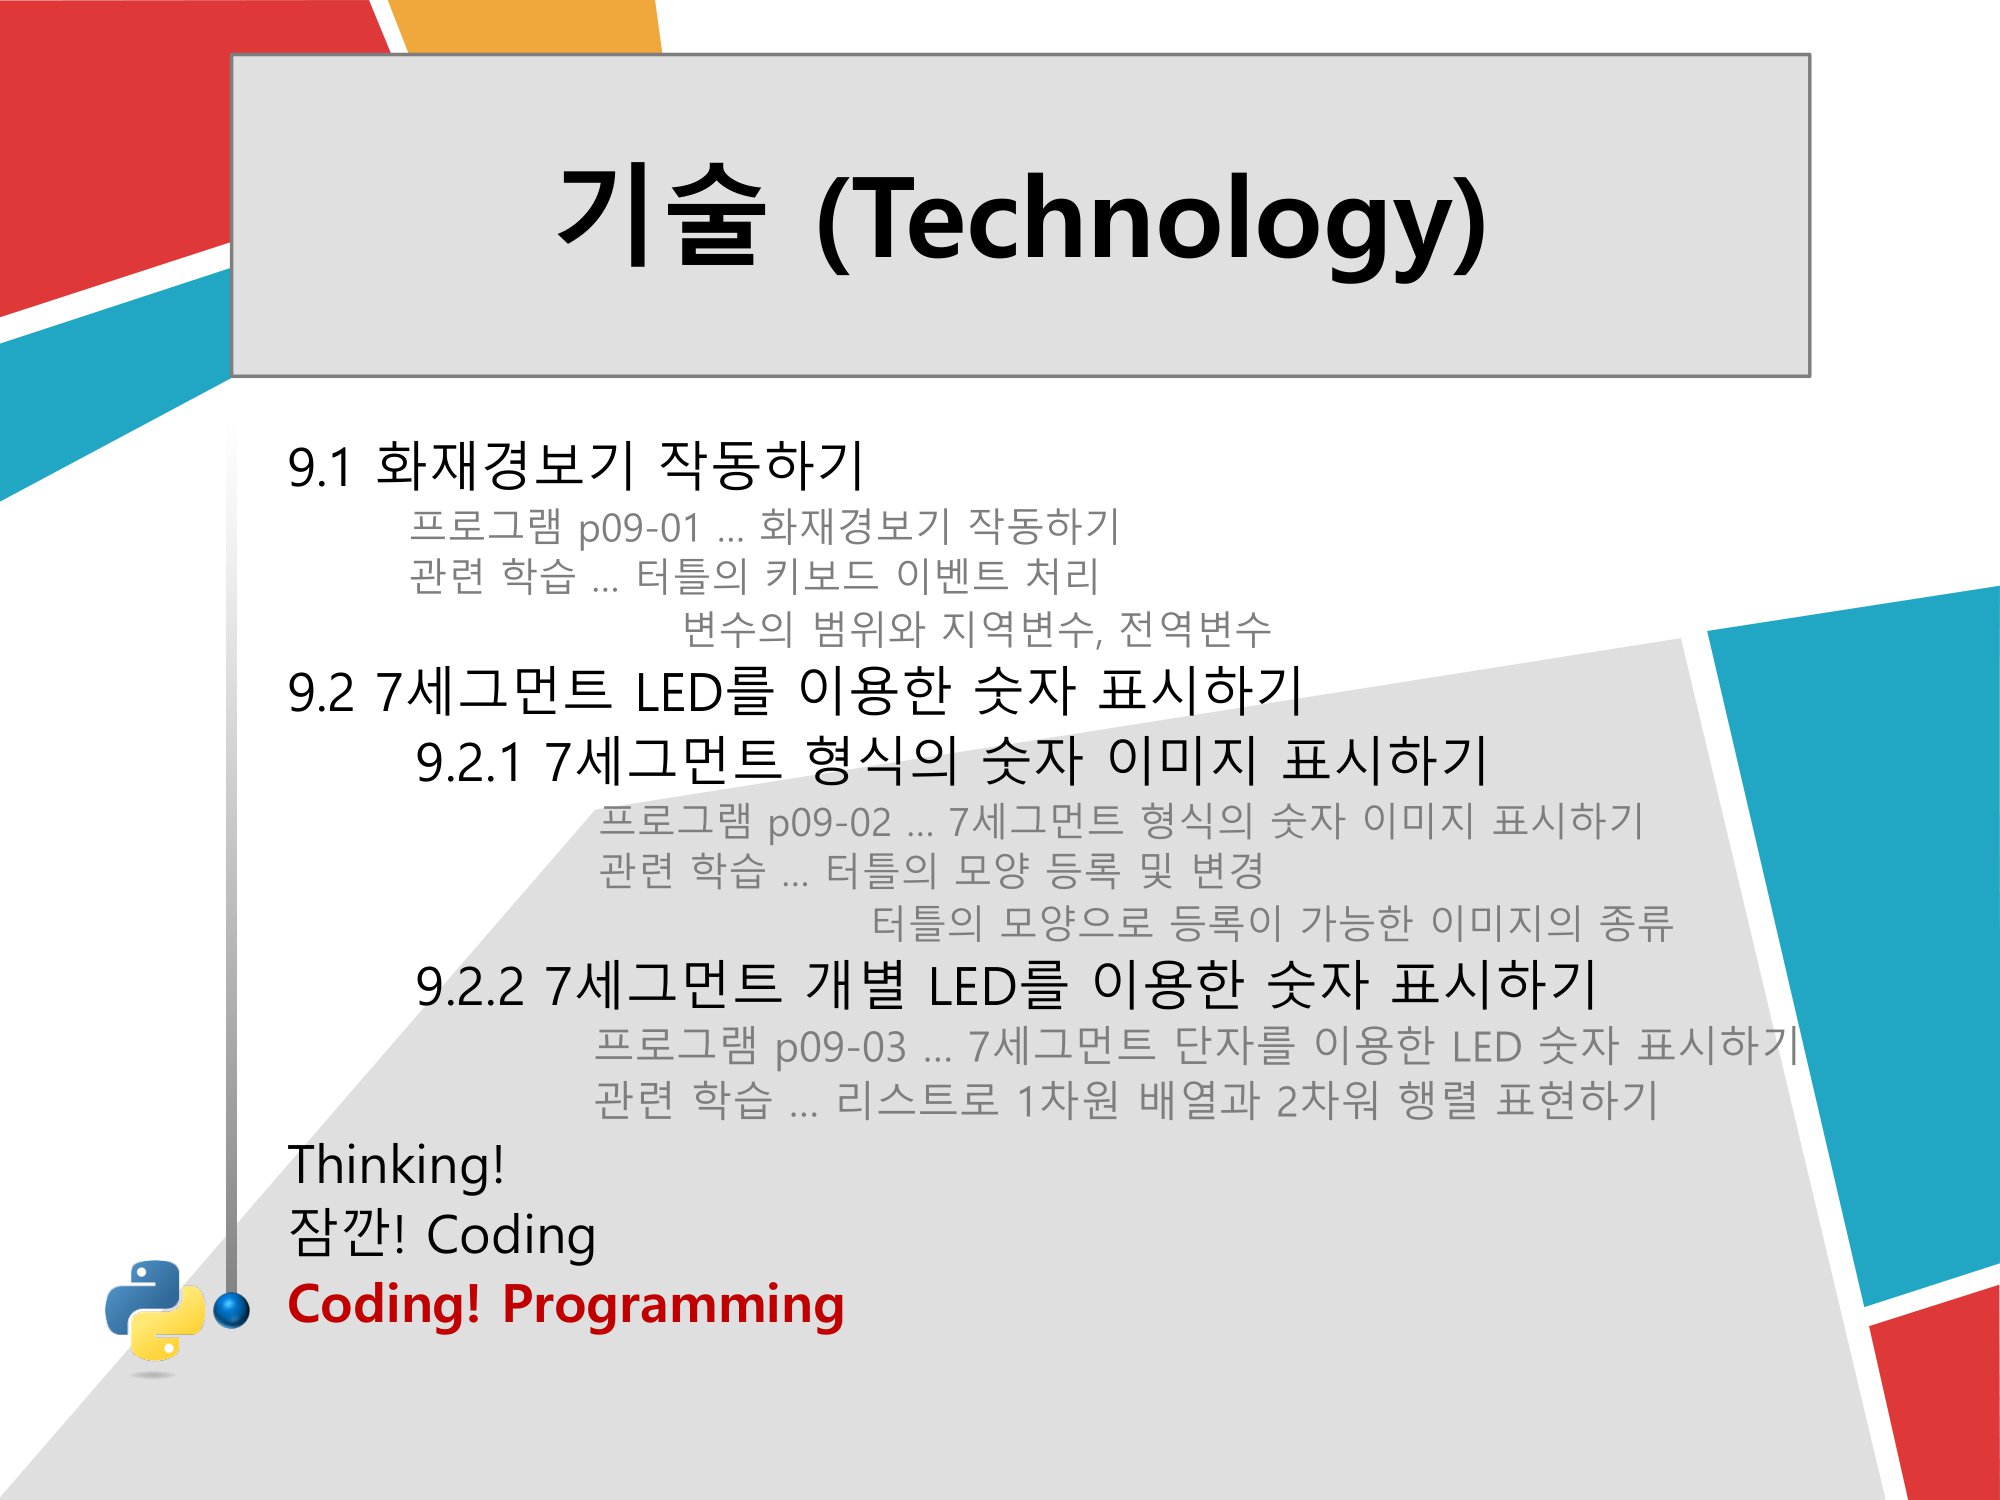 기술 (Technology)
9.1 화재경보기 작동하기
프로그램 p09-01 ... 화재경보기 작동하기
관련 학습 ... 터틀의 키보드 이벤트 처리
변수의 범위와 지역변수, 전역변수
9.2 7세그먼트 LED를 이용한 숫자 표시하기
9.2.1 7세그먼트 형식의 숫자 이미지 표시하기
프로그램 p09-02 ... 7세그먼트 형식의 숫자 이미지 표시하기
관련 학습 ... 터틀의 모양 등록 및 변경
터틀의 모양으로 등록이 가능한 이미지의 종류
9.2.2 7세그먼트 개별 LED를 이용한 숫자 표시하기
프로그램 p09-03 ... 7세그먼트 단자를 이용한 LED 숫자 표시하기
관련 학습 ... 리스트로 1차원 배열과 2차워 행렬 표현하기
Thinking!
잠깐! Coding
Coding! Programming